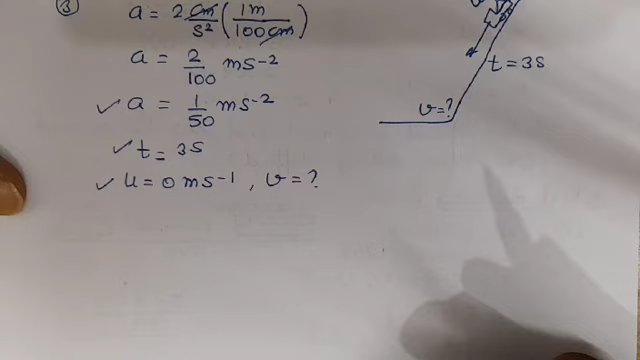 ③ a = 2 cm/s² (1m/100cm)
a = 2/100 ms⁻²
✓ a = 1/50 ms⁻²
✓ t = 3s
✓ u = 0 ms⁻¹, v = ?
t = 3s
v = ?